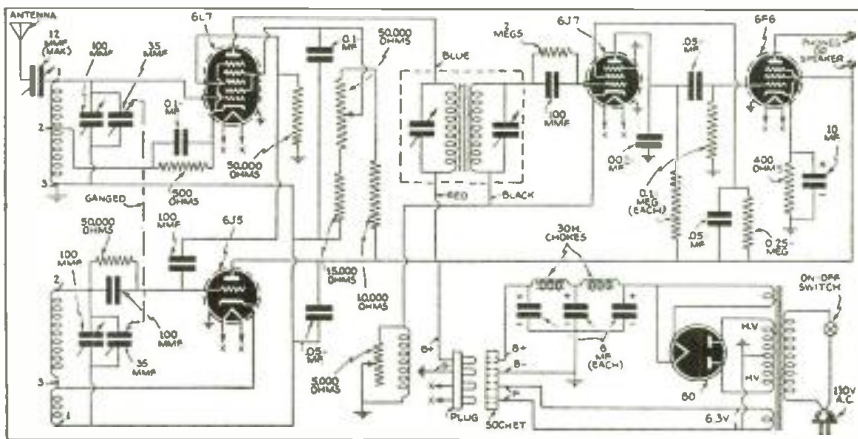 ANTENNA
12
MMF
(MAX)
100
MMF
35
MMF
6L7
0.1
MF
50,000
OHMS
BLUE
2
MEGS
6J7
.05
MF
6F6
PHONES
OR
SPEAKER
1
2
3
0.1
MF
500
OHMS
50,000
OHMS
100
MMF
MF
0.1
MEG
(EACH)
400
OHMS
10
MF
GANGED
RED
BLACK
50,000
OHMS
100
MMF
6J5
100
MMF
15,000
OHMS
10,000
OHMS
30H.
CHOKES
.05
MF
0.25
MEG
ON-OFF
SWITCH
2
3
1
100
MMF
35
MMF
.05
MF
5,000
OHMS
B+
PLUG
B+
B-
SOCKET
8
MF
(EACH)
80
H.V.
H.V.
6.3V
110V
A.C.
X
X
X
X
X
X
X
X